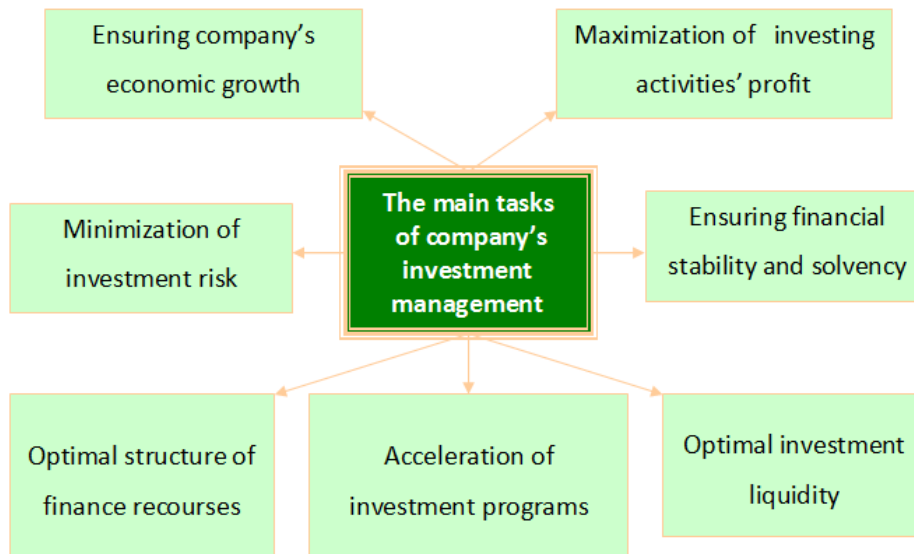 Ensuring company’s
economic growth
Maximization of investing
activities’ profit
The main tasks
of company’s
investment
management
Minimization of
investment risk
Ensuring financial
stability and solvency
Optimal structure of
finance recourses
Acceleration of
investment programs
Optimal investment
liquidity